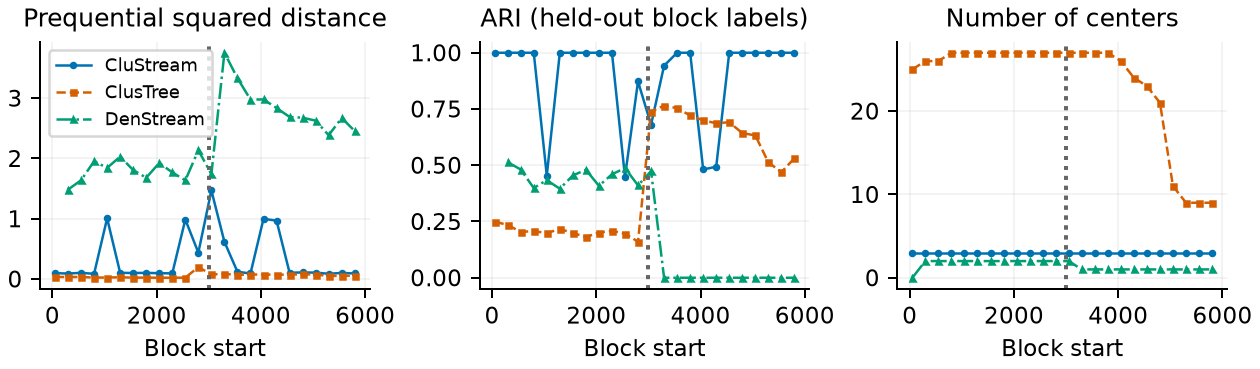 Prequential squared distance
CluStream
ClusTree
DenStream
3
2
1
0
0
2000
4000
6000
Block start
ARI (held-out block labels)
1.00
0.75
0.50
0.25
0.00
0
2000
4000
6000
Block start
Number of centers
20
10
0
0
2000
4000
6000
Block start